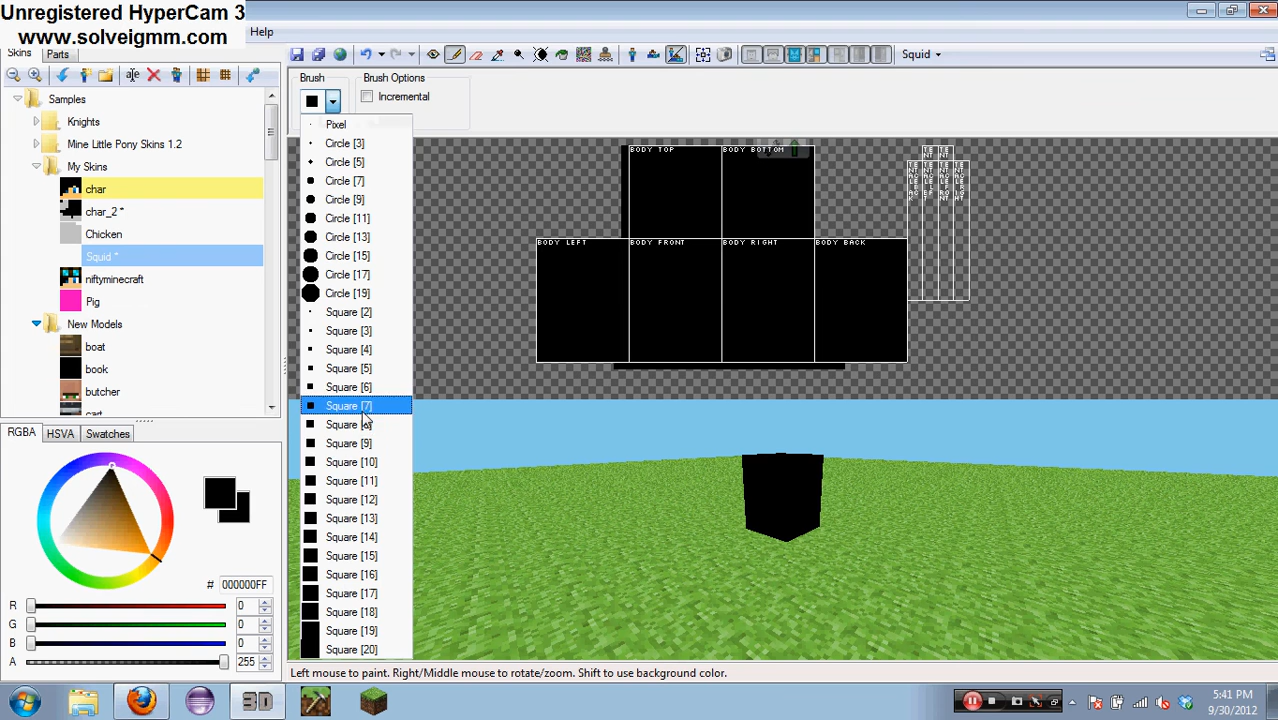 Unregistered HyperCam 3
www.solveigmm.com
Help
Skins Parts
Squid
Brush
Brush Options
Incremental
Samples
Knights
Mine Little Pony Skins 1.2
My Skins
char
char_2 *
Chicken
Squid *
niftyminecraft
Pig
New Models
boat
book
butcher
cart
Pixel
Circle [3]
Circle [5]
Circle [7]
Circle [9]
Circle [11]
Circle [13]
Circle [15]
Circle [17]
Circle [19]
Square [2]
Square [3]
Square [4]
Square [5]
Square [6]
Square [7]
Square
Square [9]
Square [10]
Square [11]
Square [12]
Square [13]
Square [14]
Square [15]
Square [16]
Square [17]
Square [18]
Square [19]
Square [20]
BODY TOP
BODY BOTTOM
BODY LEFT
BODY FRONT
BODY RIGHT
BODY BACK
RGBA HSVA Swatches
# 000000FF
R 0
G 0
B 0
A 255
Left mouse to paint. Right/Middle mouse to rotate/zoom. Shift to use background color.
3D
5:41 PM
9/30/2012